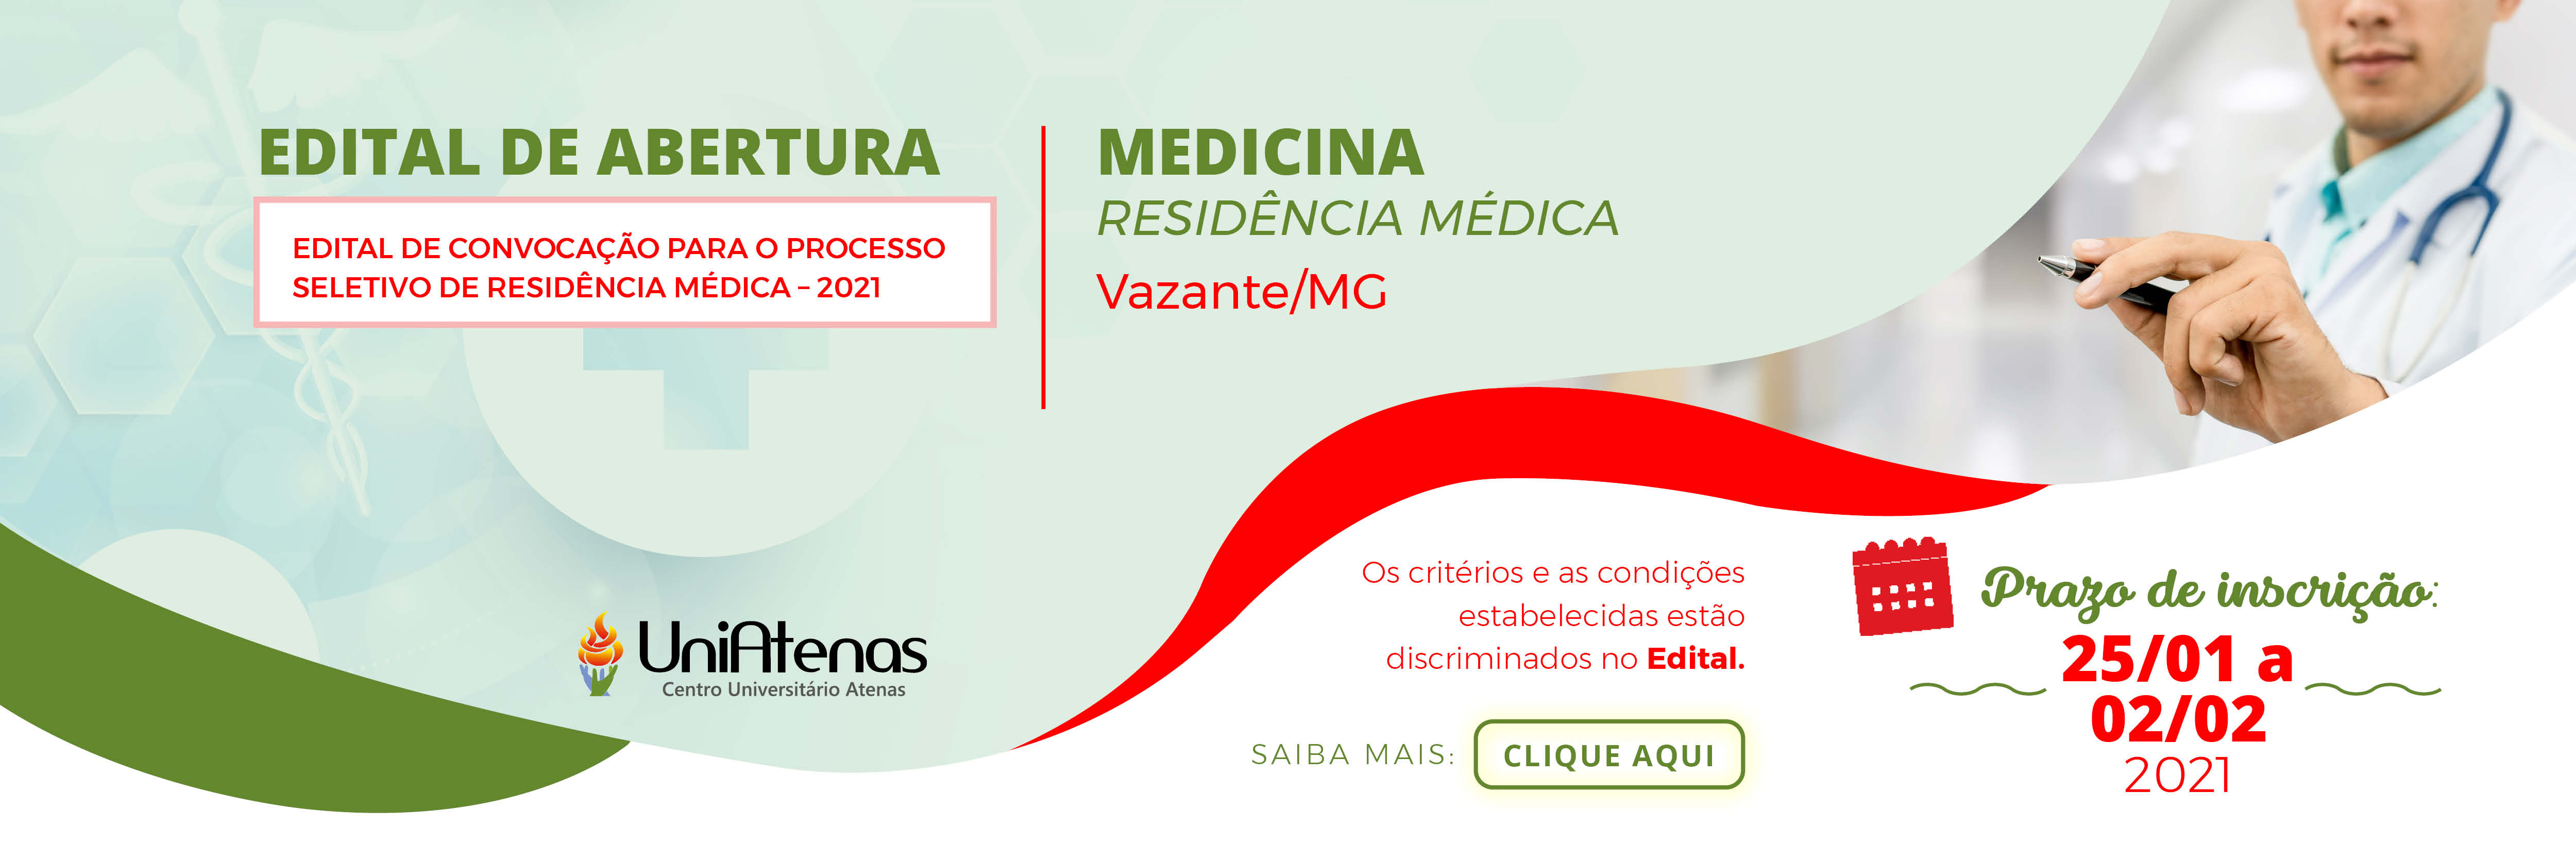 EDITAL DE ABERTURA
EDITAL DE CONVOCAÇÃO PARA O PROCESSO
SELETIVO DE RESIDÊNCIA MÉDICA – 2021
MEDICINA
RESIDÊNCIA MÉDICA
Vazante/MG
UniAtenas
Centro Universitário Atenas
Os critérios e as condições
estabelecidas estão
discriminados no Edital.
SAIBA MAIS: CLIQUE AQUI
Prazo de inscrição:
25/01 a
02/02
2021